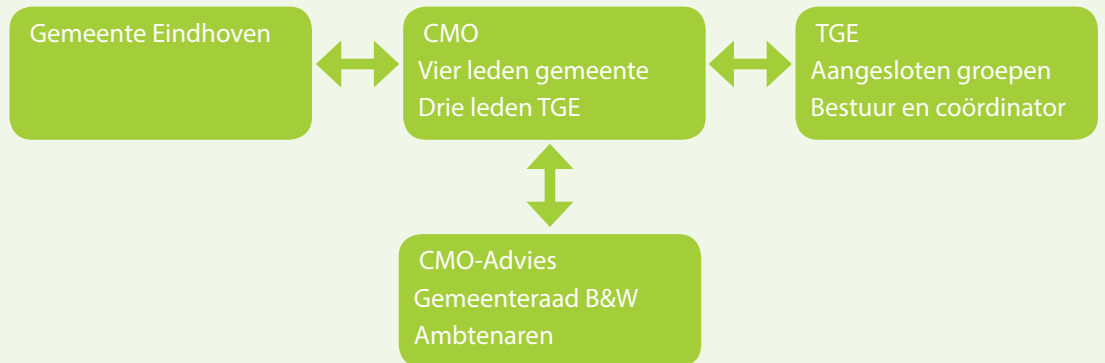 Gemeente Eindhoven
CMO
Vier leden gemeente
Drie leden TGE
TGE
Aangesloten groepen
Bestuur en coördinator
CMO-Advies
Gemeenteraad B&W
Ambtenaren